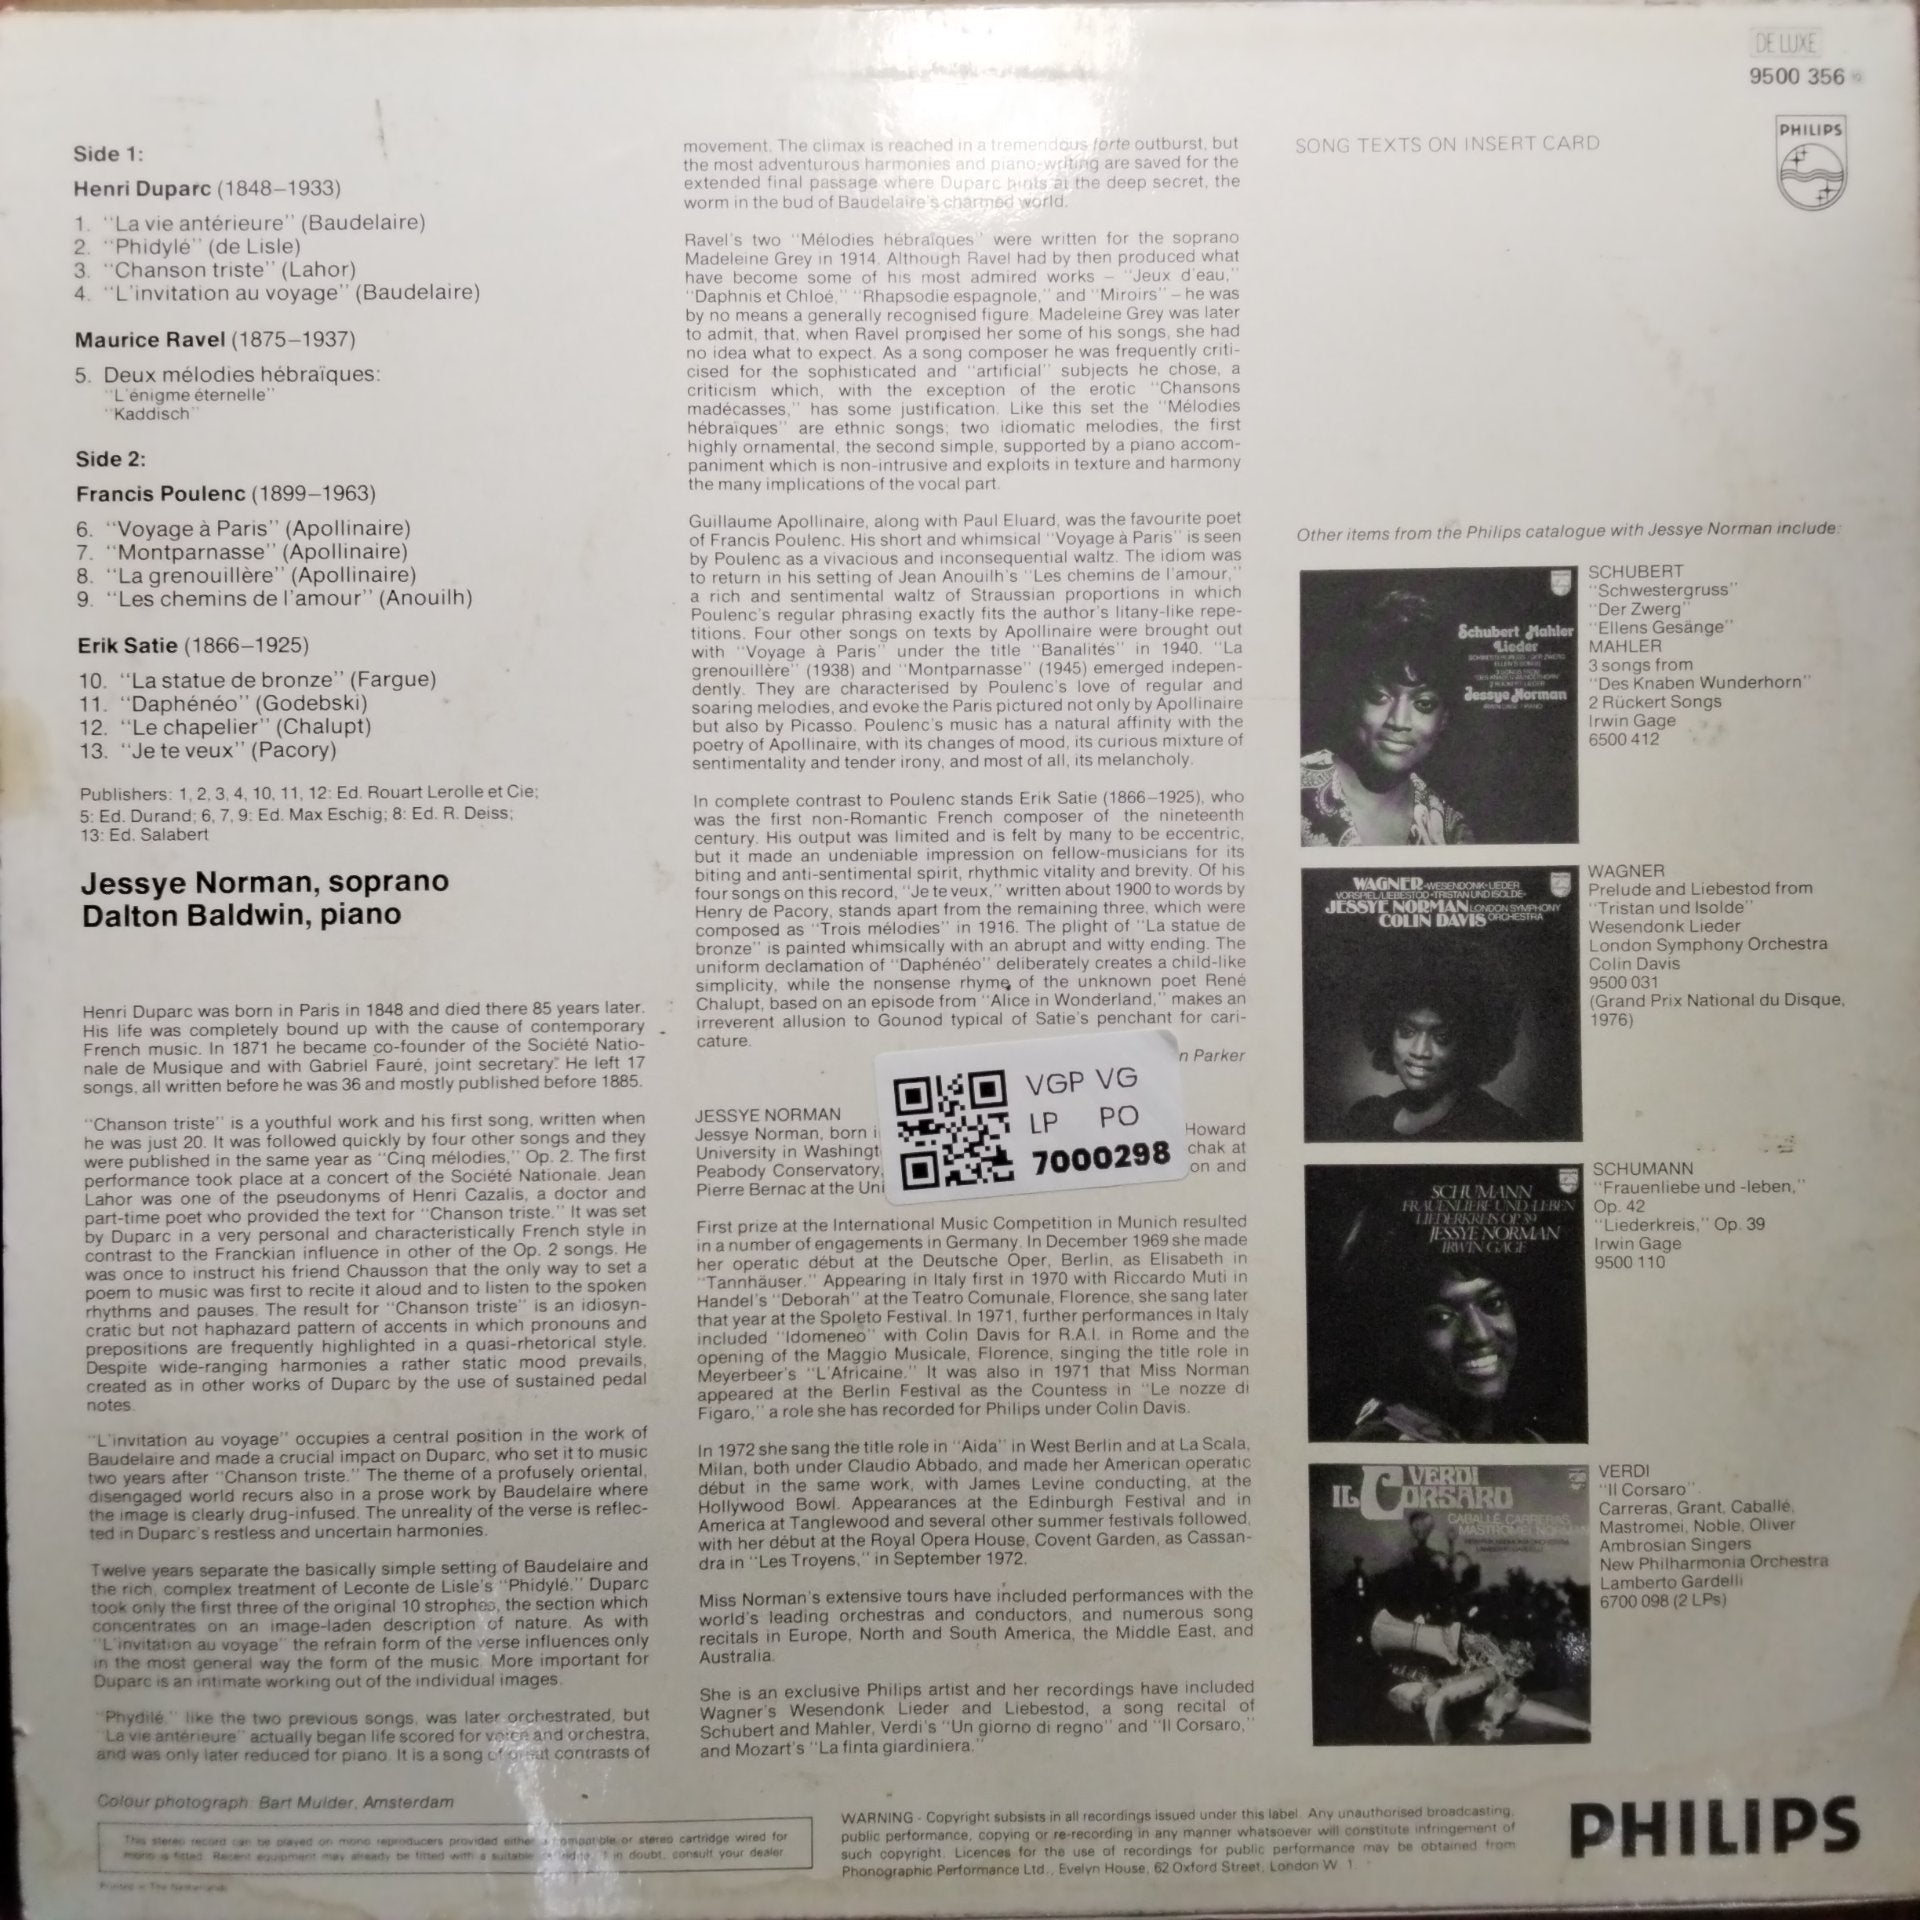 DE LUXE
9500 356
PHILIPS
Side 1:
Henri Duparc (1848–1933)
1. "La vie antérieure" (Baudelaire)
2. "Phidylé" (de Lisle)
3. "Chanson triste" (Lahor)
4. "L'invitation au voyage" (Baudelaire)
Maurice Ravel (1875–1937)
5. Deux mélodies hébraïques:
"L'énigme éternelle"
"Kaddisch"
Side 2:
Francis Poulenc (1899–1963)
6. "Voyage à Paris" (Apollinaire)
7. "Montparnasse" (Apollinaire)
8. "La grenouillère" (Apollinaire)
9. "Les chemins de l'amour" (Anouilh)
Erik Satie (1866–1925)
10. "La statue de bronze" (Fargue)
11. "Daphénéo" (Godebski)
12. "Le chapelier" (Chalupt)
13. "Je te veux" (Pacory)
Publishers: 1, 2, 3, 4, 10, 11, 12: Ed. Rouart Lerolle et Cie;
5: Ed. Durand; 6, 7, 9: Ed. Max Eschig; 8: Ed. R. Deiss;
13: Ed. Salabert
Jessye Norman, soprano
Dalton Baldwin, piano
Henri Duparc was born in Paris in 1848 and died there 85 years later.
His life was completely bound up with the cause of contemporary
French music. In 1871 he became co-founder of the Société Natio-
nale de Musique and with Gabriel Fauré, joint secretary. He left 17
songs, all written before he was 36 and mostly published before 1885.
"Chanson triste" is a youthful work and his first song, written when
he was just 20. It was followed quickly by four other songs and they
were published in the same year as "Cinq mélodies," Op. 2. The first
performance took place at a concert of the Société Nationale. Jean
Lahor was one of the pseudonyms of Henri Cazalis, a doctor and
part-time poet who provided the text for "Chanson triste." It was set
by Duparc in a very personal and characteristically French style in
contrast to the Franckian influence in other of the Op. 2 songs. He
was once to instruct his friend Chausson that the only way to set a
poem to music was first to recite it aloud and to listen to the spoken
rhythms and pauses. The result for "Chanson triste" is an idiosyn-
cratic but not haphazard pattern of accents in which pronouns and
prepositions are frequently highlighted in a quasi-rhetorical style.
Despite wide-ranging harmonies a rather static mood prevails,
created as in other works of Duparc by the use of sustained pedal
notes.
"L'invitation au voyage" occupies a central position in the work of
Baudelaire and made a crucial impact on Duparc, who set it to music
two years after "Chanson triste." The theme of a profusely oriental,
disengaged world recurs also in a prose work by Baudelaire where
the image is clearly drug-infused. The unreality of the verse is reflec-
ted in Duparc's restless and uncertain harmonies.
Twelve years separate the basically simple setting of Baudelaire and
the rich, complex treatment of Leconte de Lisle's "Phidylé." Duparc
took only the first three of the original 10 strophes, the section which
concentrates on an image-laden description of nature. As with
"L'invitation au voyage" the refrain form of the verse influences only
in the most general way the form of the music. More important for
Duparc is an intimate working out of the individual images.
"Phydilé," like the two previous songs, was later orchestrated, but
"La vie antérieure" actually began life scored for voice and orchestra,
and was only later reduced for piano. It is a song of great contrasts of
Colour photograph: Bart Mulder, Amsterdam
This stereo record can be played on mono reproducers provided either a compatible or stereo cartridge wired for
mono is fitted. Recent equipment may already be fitted with a suitable cartridge. If in doubt, consult your dealer.
Printed in The Netherlands
movement. The climax is reached in a tremendous forte outburst, but
the most adventurous harmonies and piano-writing are saved for the
extended final passage where Duparc hints at the deep secret, the
worm in the bud of Baudelaire's charmed world.
Ravel's two "Mélodies hébraïques" were written for the soprano
Madeleine Grey in 1914. Although Ravel had by then produced what
have become some of his most admired works – "Jeux d'eau,"
"Daphnis et Chloé," "Rhapsodie espagnole," and "Miroirs" – he was
by no means a generally recognised figure. Madeleine Grey was later
to admit, that, when Ravel promised her some of his songs, she had
no idea what to expect. As a song composer he was frequently criti-
cised for the sophisticated and "artificial" subjects he chose, a
criticism which, with the exception of the erotic "Chansons
madécasses," has some justification. Like this set the "Mélodies
hébraïques" are ethnic songs; two idiomatic melodies, the first
highly ornamental, the second simple, supported by a piano accom-
paniment which is non-intrusive and exploits in texture and harmony
the many implications of the vocal part.
Guillaume Apollinaire, along with Paul Eluard, was the favourite poet
of Francis Poulenc. His short and whimsical "Voyage à Paris" is seen
by Poulenc as a vivacious and inconsequential waltz. The idiom was
to return in his setting of Jean Anouilh's "Les chemins de l'amour,"
a rich and sentimental waltz of Straussian proportions in which
Poulenc's regular phrasing exactly fits the author's litany-like repe-
titions. Four other songs on texts by Apollinaire were brought out
with "Voyage à Paris" under the title "Banalités" in 1940. "La
grenouillère" (1938) and "Montparnasse" (1945) emerged indepen-
dently. They are characterised by Poulenc's love of regular and
soaring melodies, and evoke the Paris pictured not only by Apollinaire
but also by Picasso. Poulenc's music has a natural affinity with the
poetry of Apollinaire, with its changes of mood, its curious mixture of
sentimentality and tender irony, and most of all, its melancholy.
In complete contrast to Poulenc stands Erik Satie (1866–1925), who
was the first non-Romantic French composer of the nineteenth
century. His output was limited and is felt by many to be eccentric,
but it made an undeniable impression on fellow-musicians for its
biting and anti-sentimental spirit, rhythmic vitality and brevity. Of his
four songs on this record, "Je te veux," written about 1900 to words by
Henry de Pacory, stands apart from the remaining three, which were
composed as "Trois mélodies" in 1916. The plight of "La statue de
bronze" is painted whimsically with an abrupt and witty ending. The
uniform declamation of "Daphénéo" deliberately creates a child-like
simplicity, while the nonsense rhyme of the unknown poet René
Chalupt, based on an episode from "Alice in Wonderland," makes an
irreverent allusion to Gounod typical of Satie's penchant for cari-
cature.
n Parker
VGP VG
LP PO
7000298
JESSYE NORMAN
Jessye Norman, born i Howard
University in Washingt chak at
Peabody Conservatory, on and
Pierre Bernac at the Uni
First prize at the International Music Competition in Munich resulted
in a number of engagements in Germany. In December 1969 she made
her operatic début at the Deutsche Oper, Berlin, as Elisabeth in
"Tannhäuser." Appearing in Italy first in 1970 with Riccardo Muti in
Handel's "Deborah" at the Teatro Comunale, Florence, she sang later
that year at the Spoleto Festival. In 1971, further performances in Italy
included "Idomeneo" with Colin Davis for R.A.I. in Rome and the
opening of the Maggio Musicale, Florence, singing the title role in
Meyerbeer's "L'Africaine." It was also in 1971 that Miss Norman
appeared at the Berlin Festival as the Countess in "Le nozze di
Figaro," a role she has recorded for Philips under Colin Davis.
In 1972 she sang the title role in "Aida" in West Berlin and at La Scala,
Milan, both under Claudio Abbado, and made her American operatic
début in the same work, with James Levine conducting, at the
Hollywood Bowl. Appearances at the Edinburgh Festival and in
America at Tanglewood and several other summer festivals followed,
with her début at the Royal Opera House, Covent Garden, as Cassan-
dra in "Les Troyens," in September 1972.
Miss Norman's extensive tours have included performances with the
world's leading orchestras and conductors, and numerous song
recitals in Europe, North and South America, the Middle East, and
Australia.
She is an exclusive Philips artist and her recordings have included
Wagner's Wesendonk Lieder and Liebestod, a song recital of
Schubert and Mahler, Verdi's "Un giorno di regno" and "Il Corsaro,"
and Mozart's "La finta giardiniera."
WARNING - Copyright subsists in all recordings issued under this label. Any unauthorised broadcasting,
public performance, copying or re-recording in any manner whatsoever will constitute infringement of
such copyright. Licences for the use of recordings for public performance may be obtained from
Phonographic Performance Ltd., Evelyn House, 62 Oxford Street, London W. 1.
SONG TEXTS ON INSERT CARD
Other items from the Philips catalogue with Jessye Norman include:
Schubert Mahler
Lieder
Jessye Norman
SCHUBERT
"Schwestergruss"
"Der Zwerg"
"Ellens Gesänge"
MAHLER
3 songs from
"Des Knaben Wunderhorn"
2 Rückert Songs
Irwin Gage
6500 412
WAGNER WESENDONK-LIEDER
VORSPIEL/LIEBESTOD·TRISTAN UND ISOLDE·
JESSYE NORMAN LONDON SYMPHONY
COLIN DAVIS ORCHESTRA
WAGNER
Prelude and Liebestod from
"Tristan und Isolde"
Wesendonk Lieder
London Symphony Orchestra
Colin Davis
9500 031
(Grand Prix National du Disque,
1976)
SCHUMANN
FRAUENLIEBE UND LEBEN
LIEDERKREIS OP. 39
JESSYE NORMAN
IRWIN GAGE
SCHUMANN
"Frauenliebe und -leben,"
Op. 42
"Liederkreis," Op. 39
Irwin Gage
9500 110
VERDI
IL CORSARO
CABALLÉ, CARRERAS
MASTROMEI, NORMAN
VERDI
"Il Corsaro"
Carreras, Grant, Caballé,
Mastromei, Noble, Oliver
Ambrosian Singers
New Philharmonia Orchestra
Lamberto Gardelli
6700 098 (2 LPs)
PHILIPS